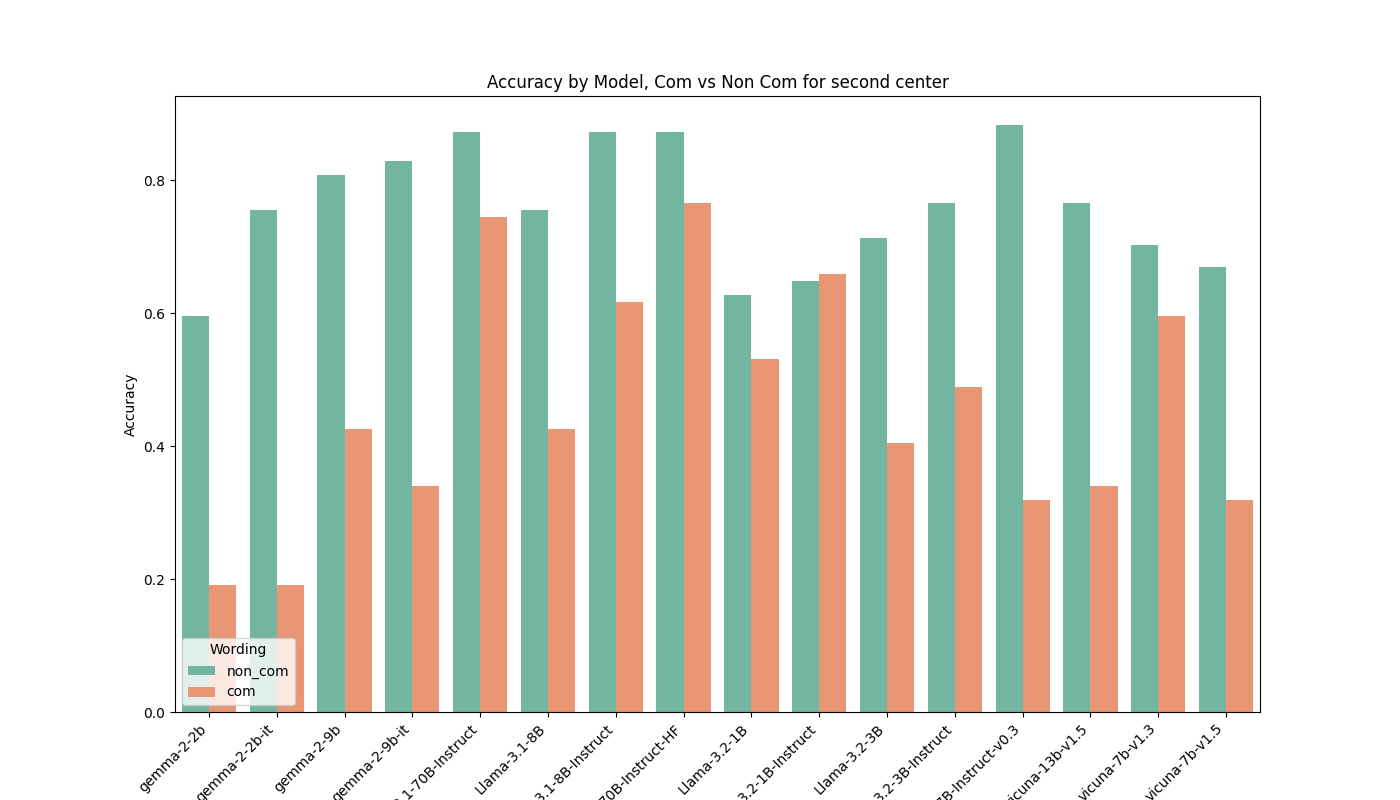 Accuracy by Model, Com vs Non Com for second center
Accuracy
0.8
0.6
0.4
0.2
0.0
Wording
non_com
com
gemma-2-2b
gemma-2-2b-it
gemma-2-9b
gemma-2-9b-it
.1-70B-Instruct
Llama-3.1-8B
3.1-8B-Instruct
70B-Instruct-HF
Llama-3.2-1B
3.2-1B-Instruct
Llama-3.2-3B
3.2-3B-Instruct
7B-Instruct-v0.3
vicuna-13b-v1.5
vicuna-7b-v1.3
vicuna-7b-v1.5